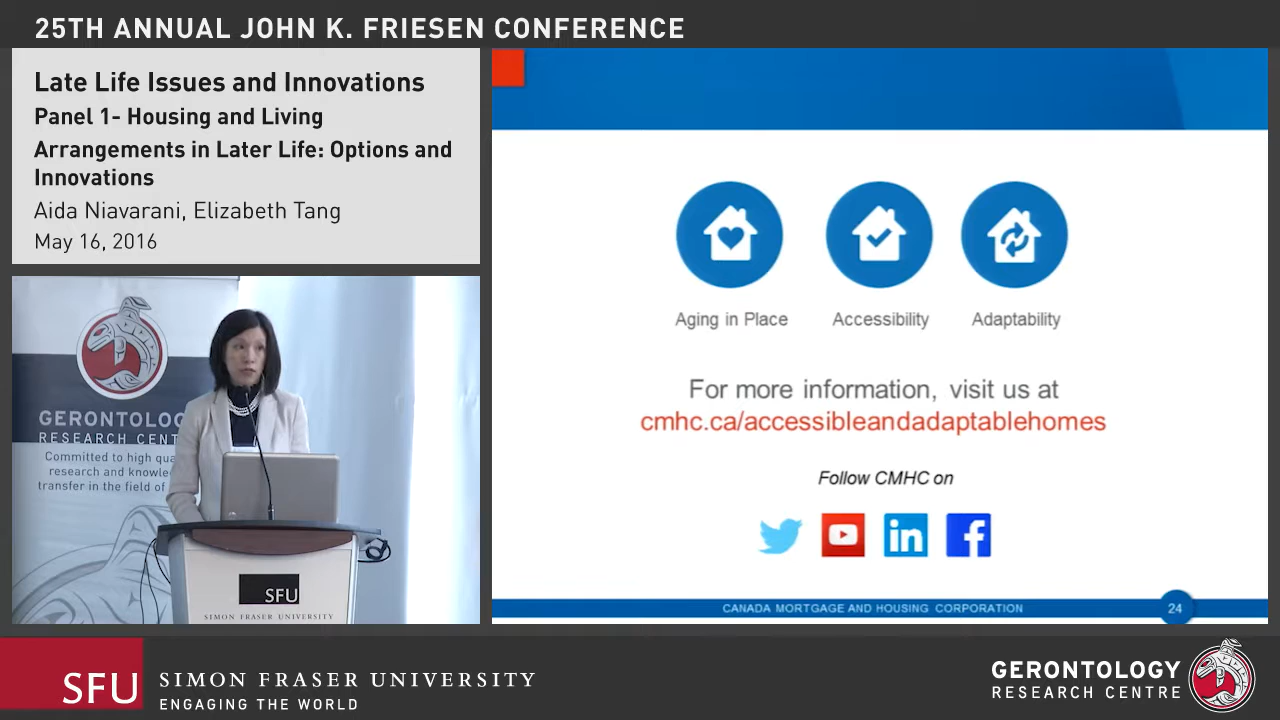 25TH ANNUAL JOHN K. FRIESEN CONFERENCE
Late Life Issues and Innovations
Panel 1- Housing and Living
Arrangements in Later Life: Options and
Innovations
Aida Niavarani, Elizabeth Tang
May 16, 2016
GERONTOLOGY
RESEARCH CENT
Committed to high qua
research and knowle
transfer in the field of
SFU
SIMON FRASER UNIVERSITY
Aging in Place
Accessibility
Adaptability
For more information, visit us at
cmhc.ca/accessibleandadaptablehomes
Follow CMHC on
in
f
CANADA MORTGAGE AND HOUSING CORPORATION
24
SFU
SIMON FRASER UNIVERSITY
ENGAGING THE WORLD
GERONTOLOGY
RESEARCH CENTRE